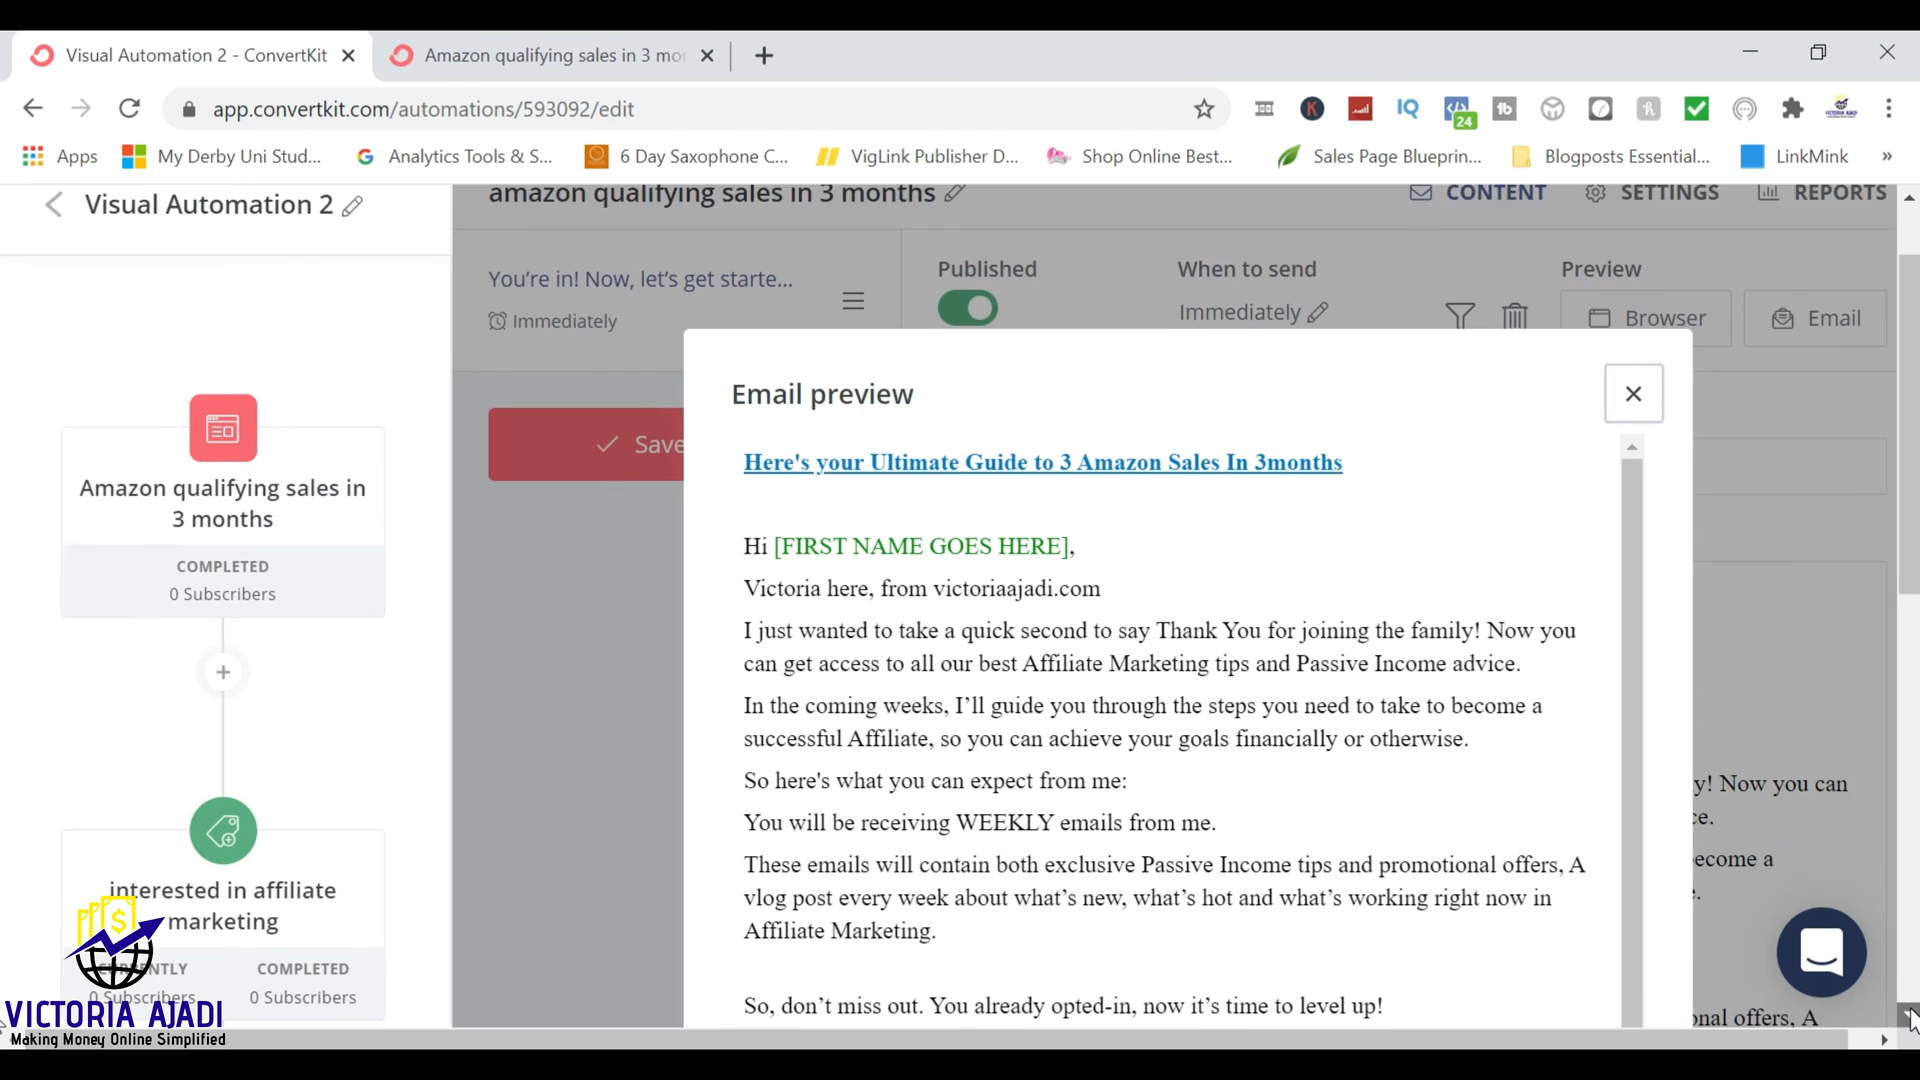 Visual Automation 2 - ConvertKit
Amazon qualifying sales in 3 mo
app.convertkit.com/automations/593092/edit
24
Apps
My Derby Uni Stud...
Analytics Tools & S...
6 Day Saxophone C...
VigLink Publisher D...
Shop Online Best...
Sales Page Blueprin...
Blogposts Essential...
LinkMink
»
Visual Automation 2
amazon qualifying sales in 3 months
CONTENT
SETTINGS
REPORTS
You're in! Now, let's get starte...
Immediately
Published
When to send
Immediately
Preview
Browser
Email
Save
Amazon qualifying sales in
3 months
COMPLETED
0 Subscribers
interested in affiliate
marketing
COMPLETED
0 Subscribers
0 Subscribers
Email preview
Here's your Ultimate Guide to 3 Amazon Sales In 3months
Hi [FIRST NAME GOES HERE],
Victoria here, from victoriaajadi.com
I just wanted to take a quick second to say Thank You for joining the family! Now you
can get access to all our best Affiliate Marketing tips and Passive Income advice.
In the coming weeks, I’ll guide you through the steps you need to take to become a
successful Affiliate, so you can achieve your goals financially or otherwise.
So here's what you can expect from me:
You will be receiving WEEKLY emails from me.
These emails will contain both exclusive Passive Income tips and promotional offers, A
vlog post every week about what’s new, what’s hot and what’s working right now in
Affiliate Marketing.
So, don’t miss out. You already opted-in, now it’s time to level up!
y! Now you can
ce.
become a
onal offers, A
VICTORIA AJADI
Making Money Online Simplified